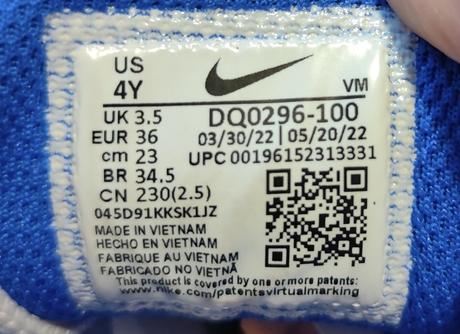 US
4Y
VM
UK 3.5
DQ0296-100
EUR 36
03/30/22 | 05/20/22
cm 23
UPC 00196152313331
BR 34.5
CN 230(2.5)
045D91KKSK1JZ
MADE IN VIETNAM
HECHO EN VIETNAM
FABRIQUE AU VIETNAM
FABRICADO NO VIETNÃ
This product is covered by one or more patents:
www.nike.com/patentsvirtualmarking